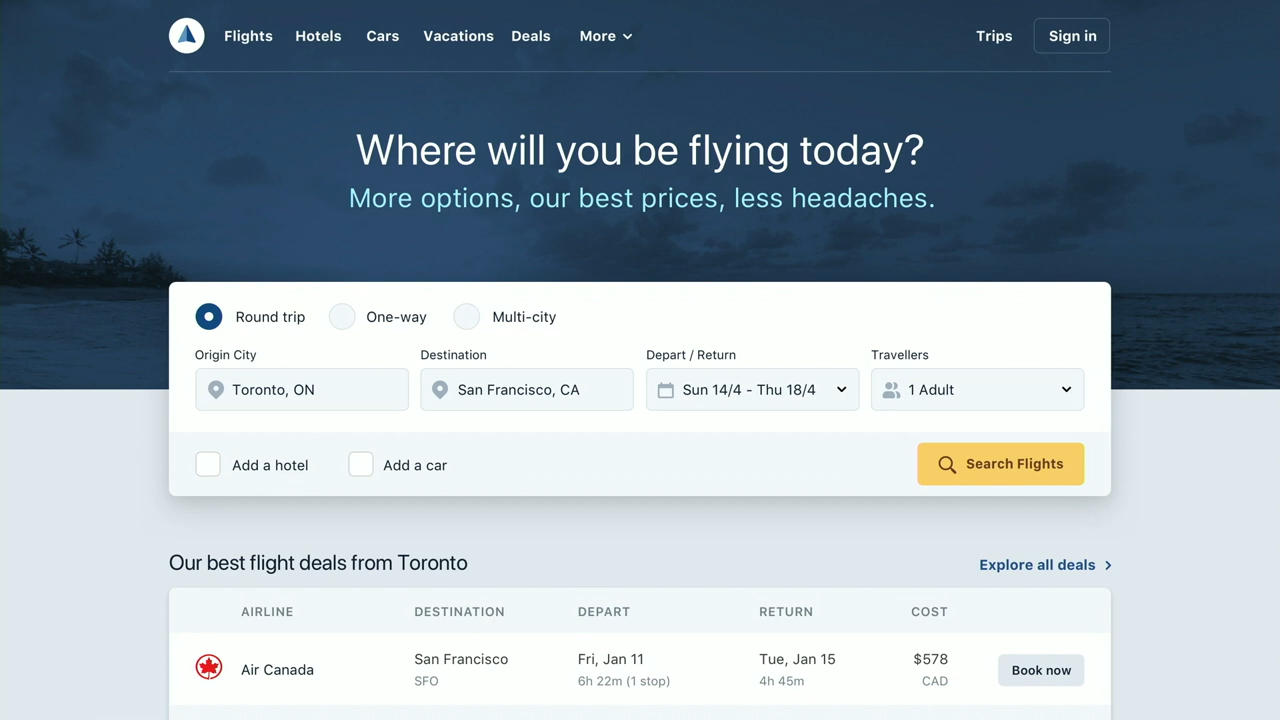 Flights Hotels Cars Vacations Deals More Trips Sign in
Where will you be flying today?
More options, our best prices, less headaches.
Round trip One-way Multi-city
Origin City Destination Depart / Return Travellers
Toronto, ON San Francisco, CA Sun 14/4 - Thu 18/4 1 Adult
Add a hotel Add a car Search Flights
Our best flight deals from Toronto Explore all deals
AIRLINE DESTINATION DEPART RETURN COST
Air Canada San Francisco Fri, Jan 11 Tue, Jan 15 $578 Book now
SFO 6h 22m (1 stop) 4h 45m CAD